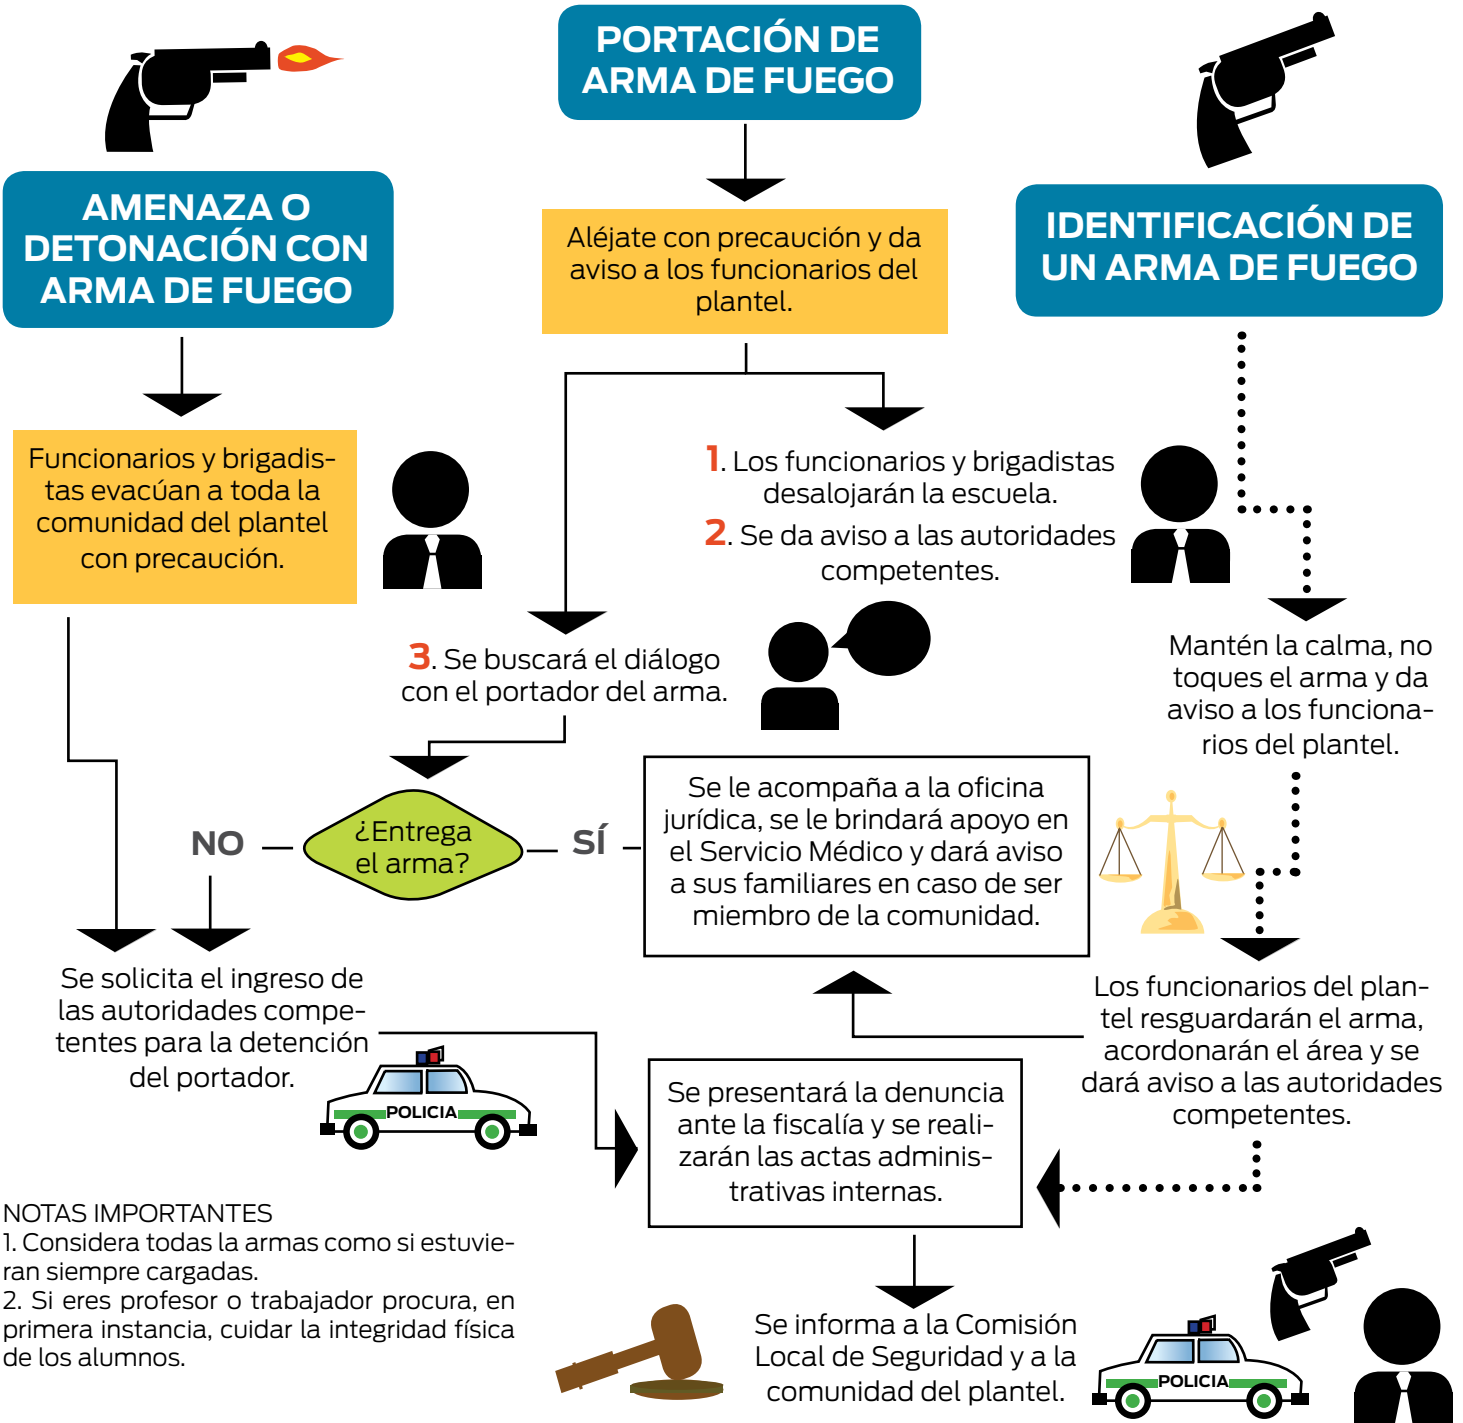 PORTACIÓN DE
ARMA DE FUEGO
AMENAZA O
DETONACIÓN CON
ARMA DE FUEGO
IDENTIFICACIÓN DE
UN ARMA DE FUEGO
Aléjate con precaución y da
aviso a los funcionarios del
plantel.
Funcionarios y brigadis-
tas evacúan a toda la
comunidad del plantel
con precaución.
1. Los funcionarios y brigadistas
desalojarán la escuela.
2. Se da aviso a las autoridades
competentes.
3. Se buscará el diálogo
con el portador del arma.
Mantén la calma, no
toques el arma y da
aviso a los funciona-
rios del plantel.
¿Entrega
el arma?
NO
SÍ
Se le acompaña a la oficina
jurídica, se le brindará apoyo en
el Servicio Médico y dará aviso
a sus familiares en caso de ser
miembro de la comunidad.
Se solicita el ingreso de
las autoridades compe-
tentes para la detención
del portador.
POLICIA
Los funcionarios del plan-
tel resguardarán el arma,
acordonarán el área y se
dará aviso a las autoridades
competentes.
Se presentará la denuncia
ante la fiscalía y se reali-
zarán las actas adminis-
trativas internas.
NOTAS IMPORTANTES
1. Considera todas la armas como si estuvie-
ran siempre cargadas.
2. Si eres profesor o trabajador procura, en
primera instancia, cuidar la integridad física
de los alumnos.
Se informa a la Comisión
Local de Seguridad y a la
comunidad del plantel.
POLICIA